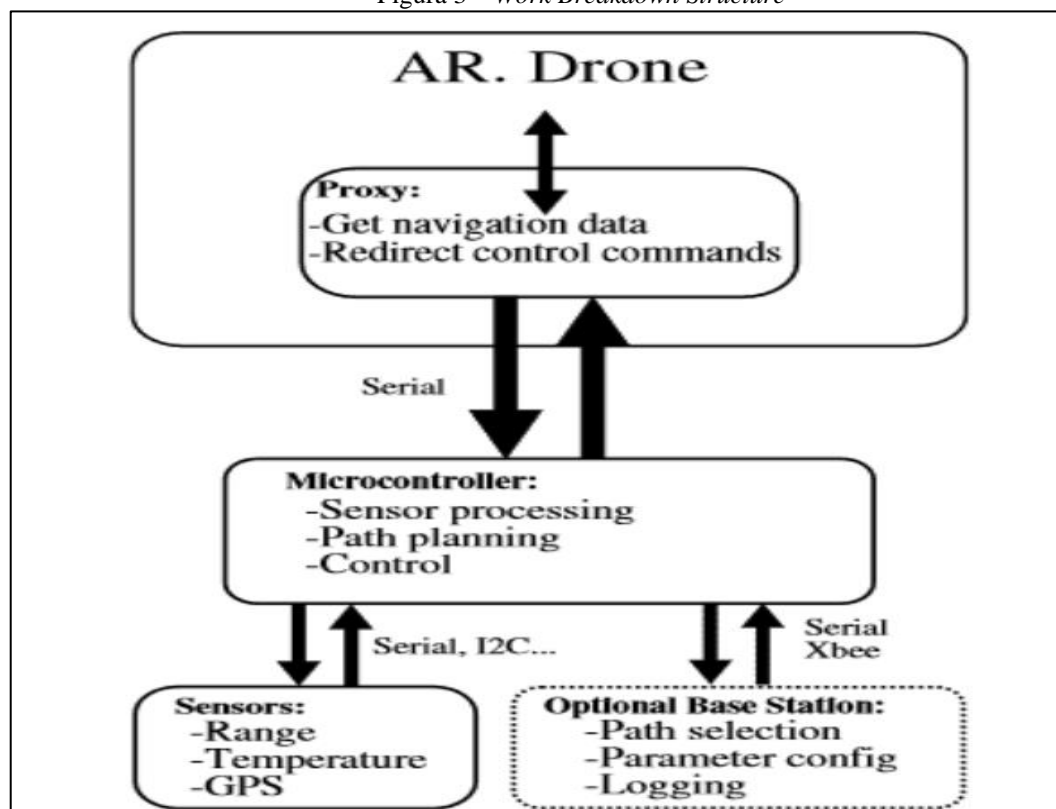 Figura 3 – Work Breakdown Structure
AR. Drone
Proxy:
-Get navigation data
-Redirect control commands
Serial
Microcontroller:
-Sensor processing
-Path planning
-Control
Serial, I2C...
Serial
Xbee
Sensors:
-Range
-Temperature
-GPS
Optional Base Station:
-Path selection
-Parameter config
-Logging